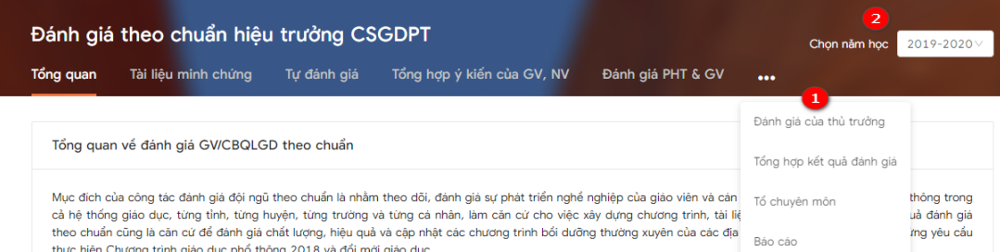 2
Đánh giá theo chuẩn hiệu trưởng CSGDPT
Chọn năm học 2019-2020
Tổng quan Tài liệu minh chứng Tự đánh giá Tổng hợp ý kiến của GV, NV Đánh giá PHT & GV •••
1
Đánh giá của thủ trưởng
Tổng quan về đánh giá GV/CBQLGD theo chuẩn
Tổng hợp kết quả đánh giá
Mục đích của công tác đánh giá đội ngũ theo chuẩn là nhằm theo dõi, đánh giá sự phát triển nghề nghiệp của giáo viên và cán Tổ chuyên môn thông trong
cả hệ thống giáo dục, từng tỉnh, từng huyện, từng trường và từng cá nhân, làm căn cứ cho việc xây dựng chương trình, tài đánh giá
theo chuẩn cũng là căn cứ để đánh giá chất lượng, hiệu quả và cập nhật các chương trình bồi dưỡng thường xuyên của các địa Báo cáo yêu cầu
thực hiện Chương trình giáo dục phổ thông 2018 và đổi mới giáo dục